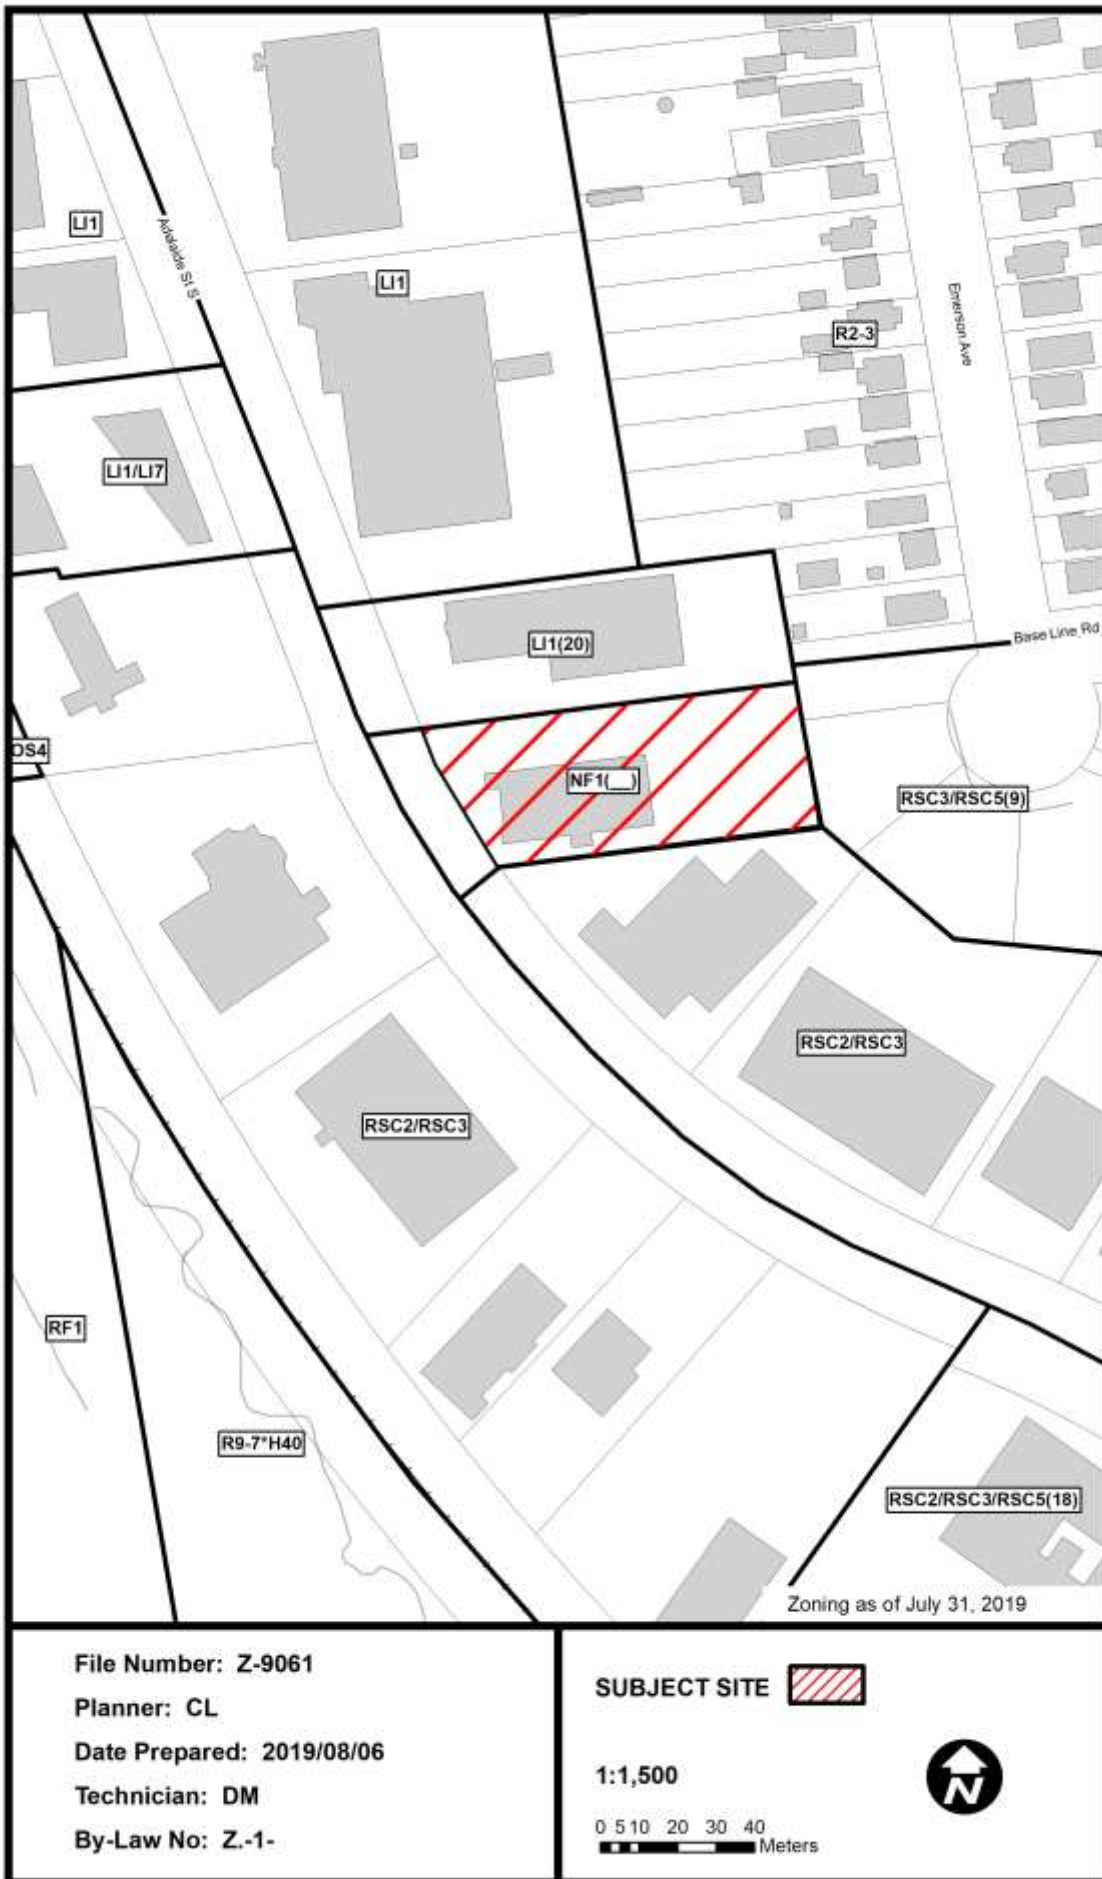 LI1
Adelaide St S
LI1
Emerson Ave
R2-3
LI1/LI7
Base Line Rd
LI1(20)
OS4
NF1(__)
RSC3/RSC5(9)
RSC2/RSC3
RSC2/RSC3
RF1
R9-7*H40
RSC2/RSC3/RSC5(18)
Zoning as of July 31, 2019
File Number: Z-9061
Planner: CL
Date Prepared: 2019/08/06
Technician: DM
By-Law No: Z.-1-
SUBJECT SITE
1:1,500
N
0 5 10 20 30 40
Meters